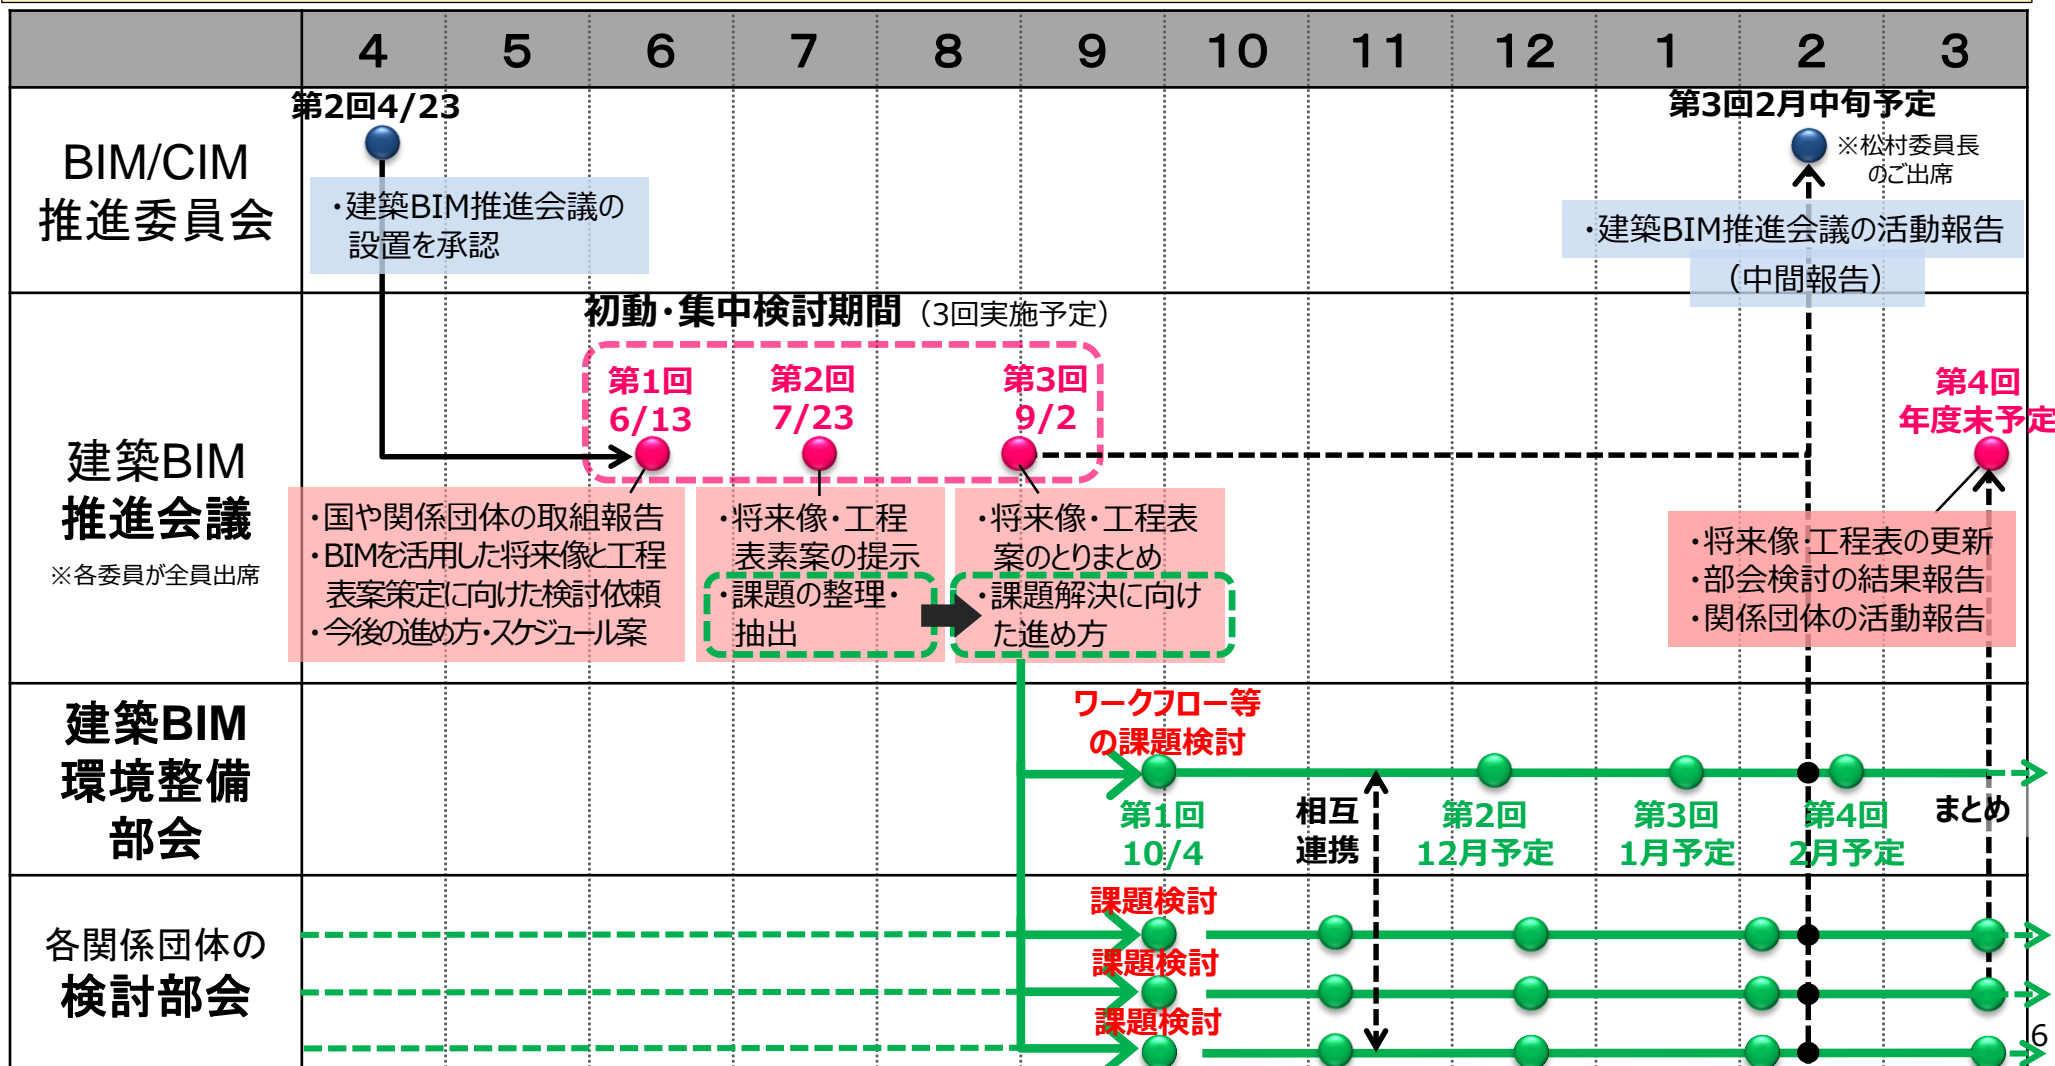 4 5 6 7 8 9 10 11 12 1 2 3
BIM/CIM
推進委員会
第2回4/23
・建築BIM推進会議の
設置を承認
第3回2月中旬予定
※松村委員長
のご出席
・建築BIM推進会議の活動報告
（中間報告）
建築BIM
推進会議
※各委員が全員出席
初動・集中検討期間（3回実施予定）
第1回
6/13
第2回
7/23
第3回
9/2
第4回
年度末予定
・国や関係団体の取組報告
・BIMを活用した将来像と工程
表案策定に向けた検討依頼
・今後の進め方・スケジュール案
・将来像・工程
表素案の提示
・課題の整理・
抽出
・将来像・工程表
案のとりまとめ
・課題解決に向け
た進め方
・将来像・工程表の更新
・部会検討の結果報告
・関係団体の活動報告
建築BIM
環境整備
部会
ワークフロー等
の課題検討
第1回
10/4
相互
連携
第2回
12月予定
第3回
1月予定
第4回
2月予定
まとめ
各関係団体の
検討部会
課題検討
課題検討
課題検討
6